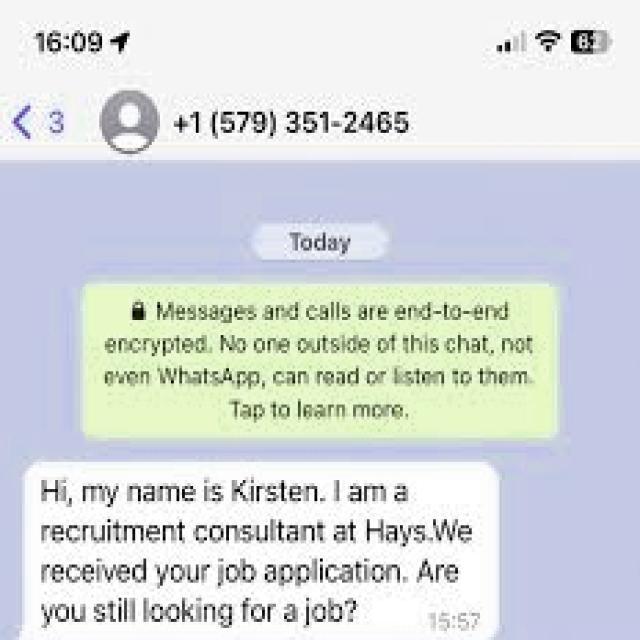 16:09
3
+1 (579) 351-2465
Today
Messages and calls are end-to-end
encrypted. No one outside of this chat, not
even WhatsApp, can read or listen to them.
Tap to learn more.
Hi, my name is Kirsten. I am a
recruitment consultant at Hays.We
received your job application. Are
you still looking for a job?
15:57